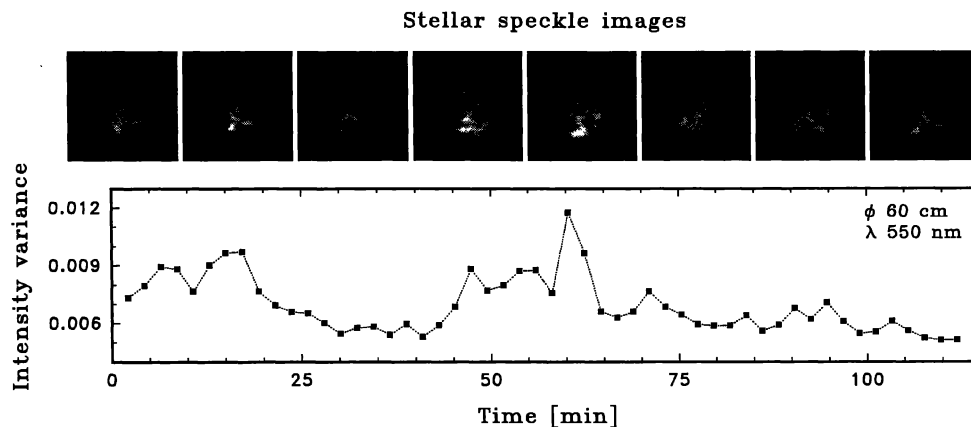 Stellar speckle images
Intensity variance
0.012
0.009
0.006
ϕ 60 cm
λ 550 nm
0
25
50
75
100
Time [min]